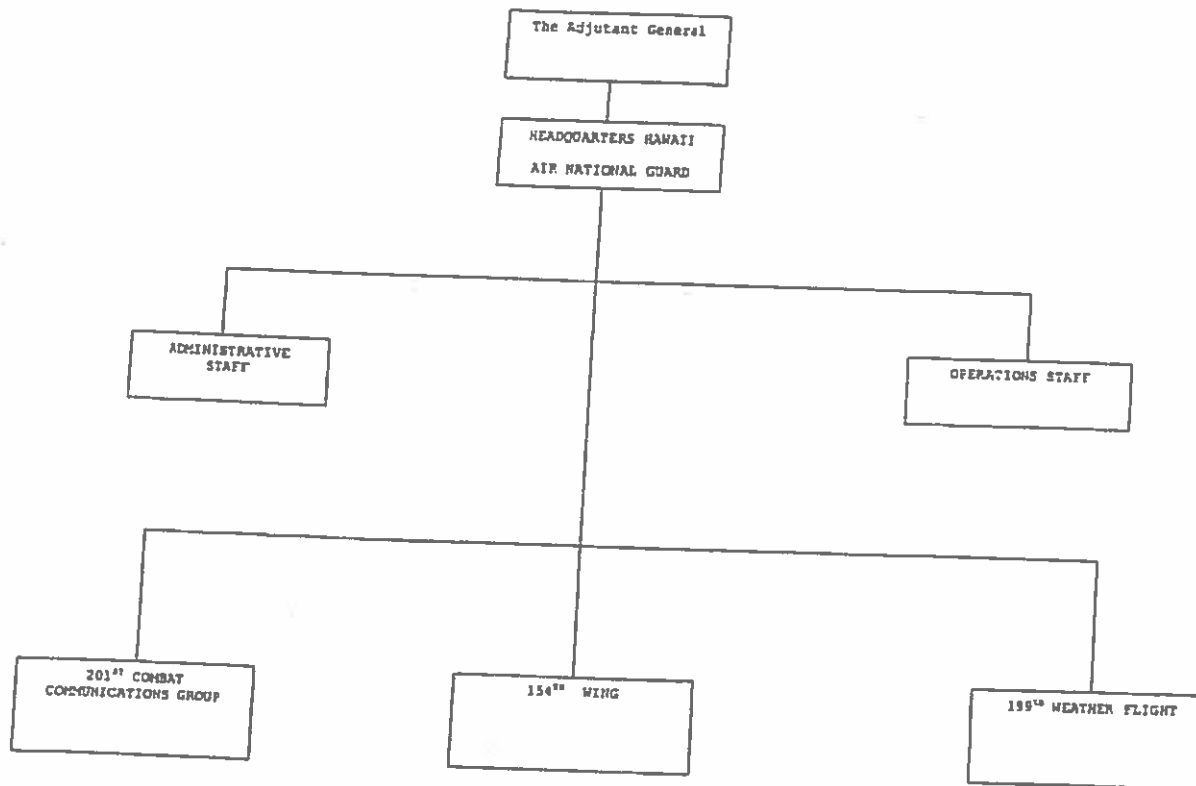 The Adjutant General
HEADQUARTERS HAWAII
AIR NATIONAL GUARD
ADMINISTRATIVE
STAFF
OPERATIONS STAFF
201ST COMBAT
COMMUNICATIONS GROUP
154TH WING
199TH WEATHER FLIGHT